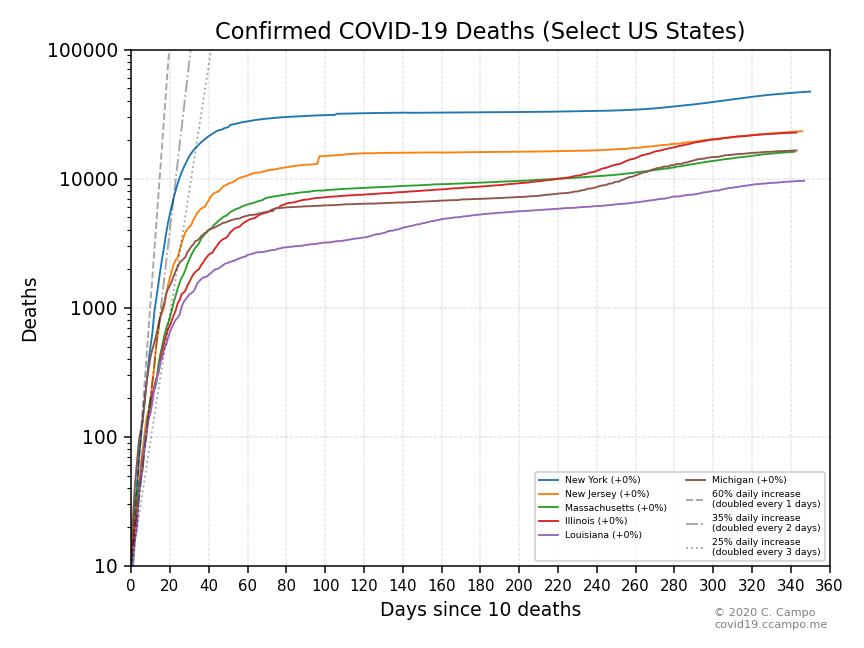 Confirmed COVID-19 Deaths (Select US States)
100000
10000
1000
100
10
Deaths
0 20 40 60 80 100 120 140 160 180 200 220 240 260 280 300 320 340 360
Days since 10 deaths
New York (+0%)
New Jersey (+0%)
Massachusetts (+0%)
Illinois (+0%)
Louisiana (+0%)
Michigan (+0%)
60% daily increase
(doubled every 1 days)
35% daily increase
(doubled every 2 days)
25% daily increase
(doubled every 3 days)
© 2020 C. Campo
covid19.ccampo.me